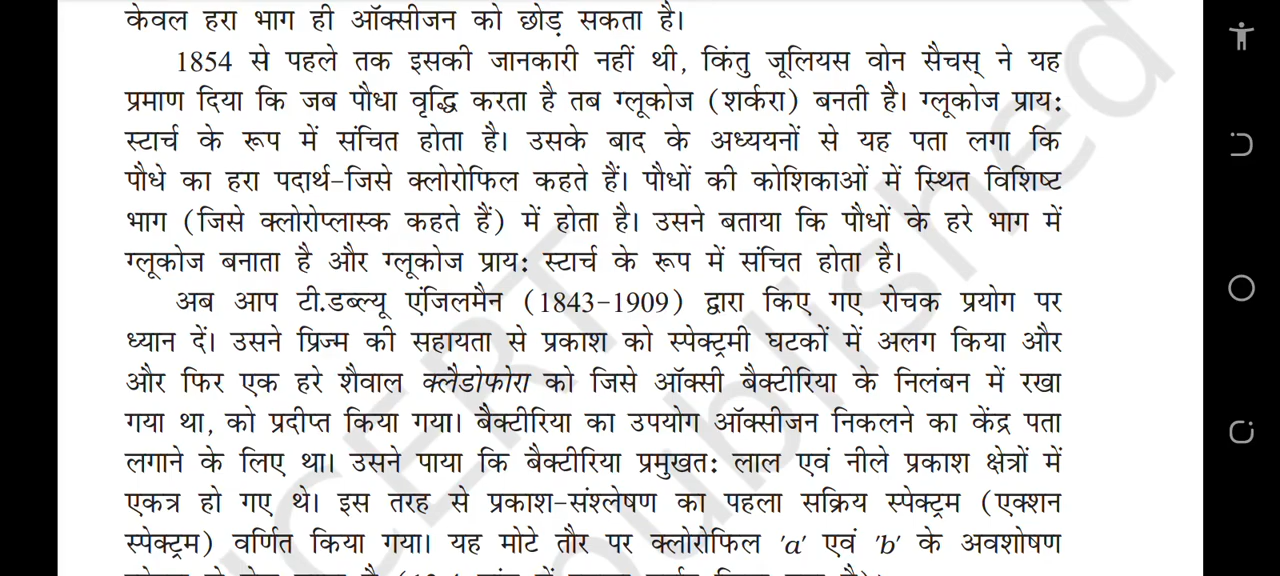 केवल हरा भाग ही ऑक्सीजन को छोड़ सकता है।
1854 से पहले तक इसकी जानकारी नहीं थी, किंतु जूलियस वोन सैचस् ने यह
प्रमाण दिया कि जब पौधा वृद्धि करता है तब ग्लूकोज (शर्करा) बनती है। ग्लूकोज प्राय:
स्टार्च के रूप में संचित होता है। उसके बाद के अध्ययनों से यह पता लगा कि
पौधे का हरा पदार्थ-जिसे क्लोरोफिल कहते हैं। पौधों की कोशिकाओं में स्थित विशिष्ट
भाग (जिसे क्लोरोप्लास्क कहते हैं) में होता है। उसने बताया कि पौधों के हरे भाग में
ग्लूकोज बनाता है और ग्लूकोज प्राय: स्टार्च के रूप में संचित होता है।
अब आप टी.डब्ल्यू एंजिलमैन (1843-1909) द्वारा किए गए रोचक प्रयोग पर
ध्यान दें। उसने प्रिज्म की सहायता से प्रकाश को स्पेक्ट्रमी घटकों में अलग किया और
और फिर एक हरे शैवाल क्लैडोफोरा को जिसे ऑक्सी बैक्टीरिया के निलंबन में रखा
गया था, को प्रदीप्त किया गया। बैक्टीरिया का उपयोग ऑक्सीजन निकलने का केंद्र पता
लगाने के लिए था। उसने पाया कि बैक्टीरिया प्रमुखत: लाल एवं नीले प्रकाश क्षेत्रों में
एकत्र हो गए थे। इस तरह से प्रकाश-संश्लेषण का पहला सक्रिय स्पेक्ट्रम (एक्शन
स्पेक्ट्रम) वर्णित किया गया। यह मोटे तौर पर क्लोरोफिल 'a' एवं 'b' के अवशोषण
NCERT
published